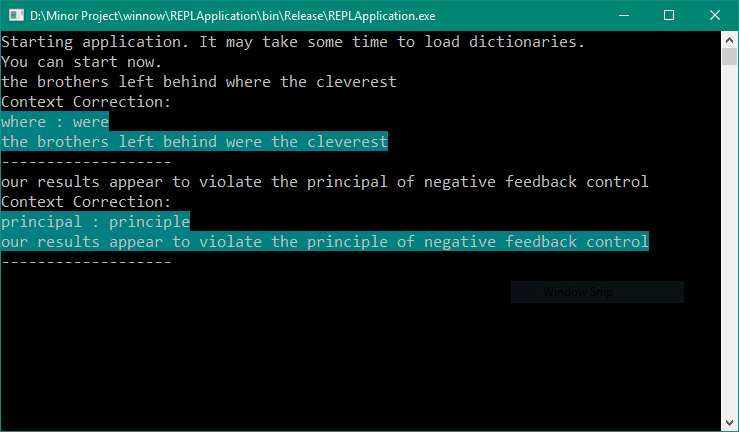 D:\Minor Project\winnow\REPLApplication\bin\Release\REPLApplication.exe
Starting application. It may take some time to load dictionaries.
You can start now.
the brothers left behind where the cleverest
Context Correction:
where : were
the brothers left behind were the cleverest
-------------------
our results appear to violate the principal of negative feedback control
Context Correction:
principal : principle
our results appear to violate the principle of negative feedback control
-------------------
Window Snip